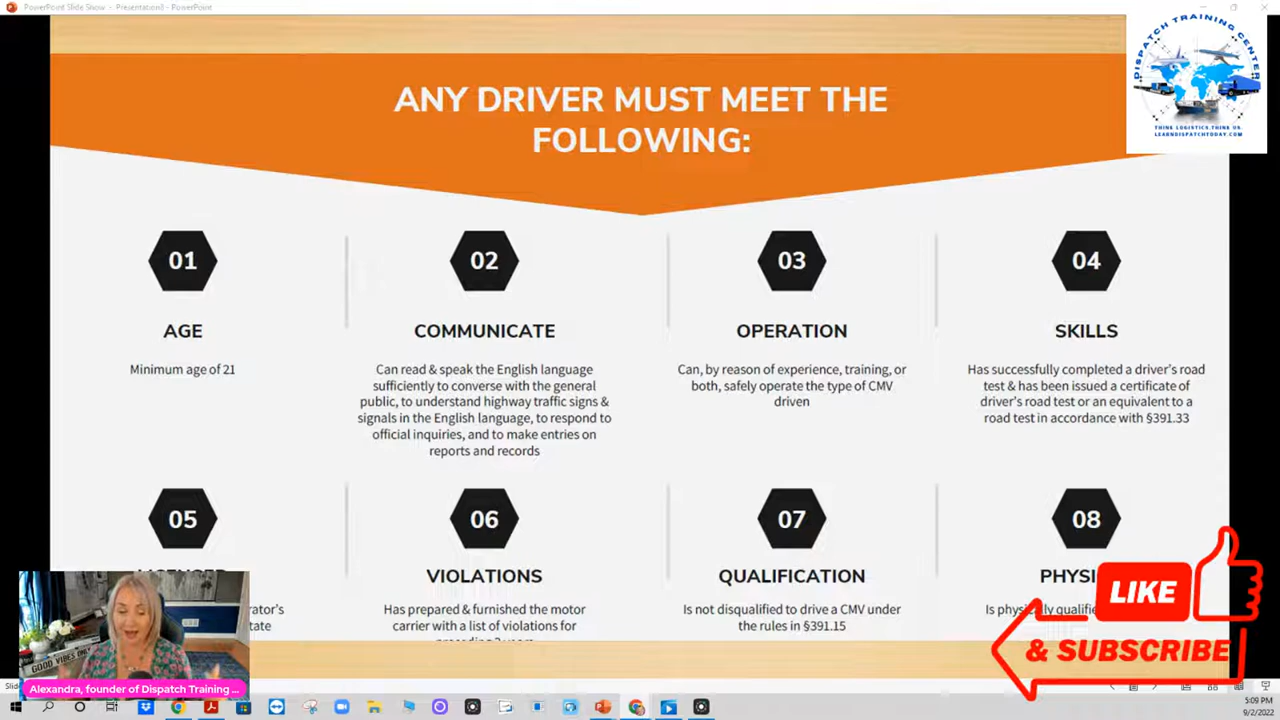 PowerPoint Slide Show - Presentation3 - PowerPoint
DISPATCH TRAINING CENTER
THINK LOGISTICS.THINK US.
LEARNDISPATCHTODAY.COM
ANY DRIVER MUST MEET THE
FOLLOWING:
01
AGE
Minimum age of 21
02
COMMUNICATE
Can read & speak the English language
sufficiently to converse with the general
public, to understand highway traffic signs &
signals in the English language, to respond to
official inquiries, and to make entries on
reports and records
03
OPERATION
Can, by reason of experience, training, or
both, safely operate the type of CMV
driven
04
SKILLS
Has successfully completed a driver's road
test & has been issued a certificate of
driver's road test or an equivalent to a
road test in accordance with §391.33
05
rator's
tate
06
VIOLATIONS
Has prepared & furnished the motor
carrier with a list of violations for
07
QUALIFICATION
Is not disqualified to drive a CMV under
the rules in §391.15
08
PHYSI
Is physically qualifie
LIKE
& SUBSCRIBE
GOOD VIBES ONLY
Alexandra, founder of Dispatch Training ...
Slid
5:09 PM
9/2/2022